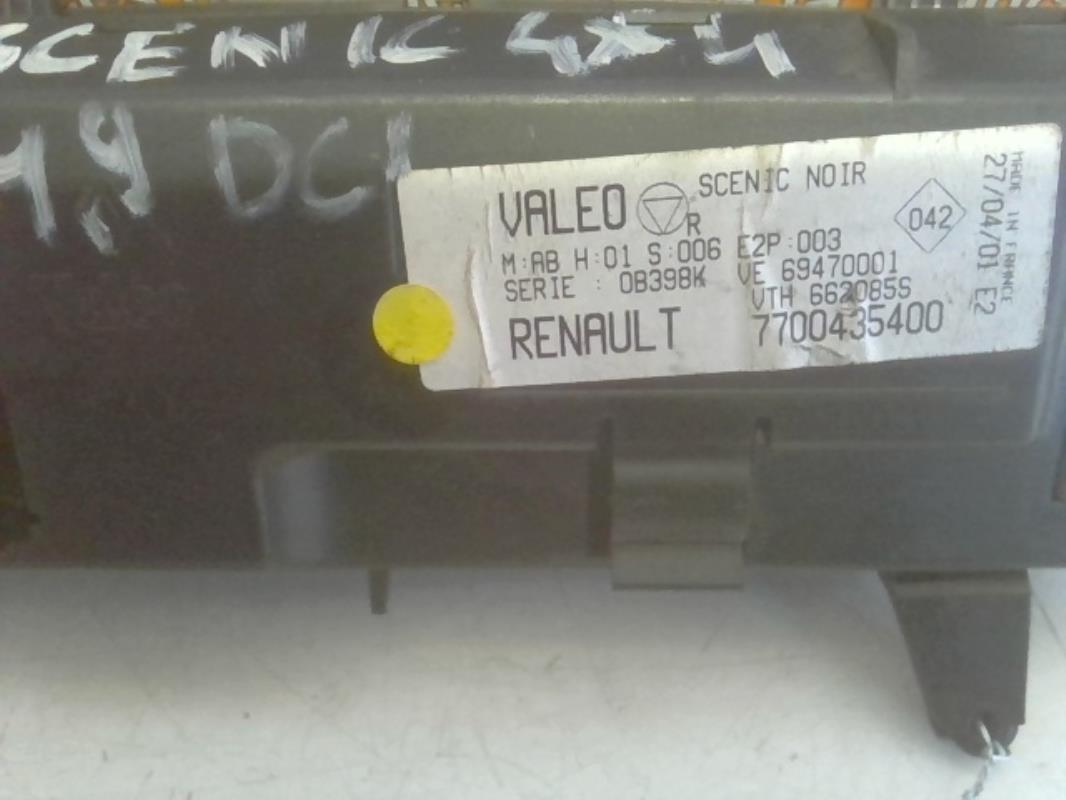 SCENIC 4x4
1,9 DCI
VALEO R SCENIC NOIR
M:AB H:01 S:006 E2P:003
SERIE : 0B398K VE 69470001
VTH 662085S
RENAULT 7700435400
042
27/04/01 E2
MADE IN FRANCE